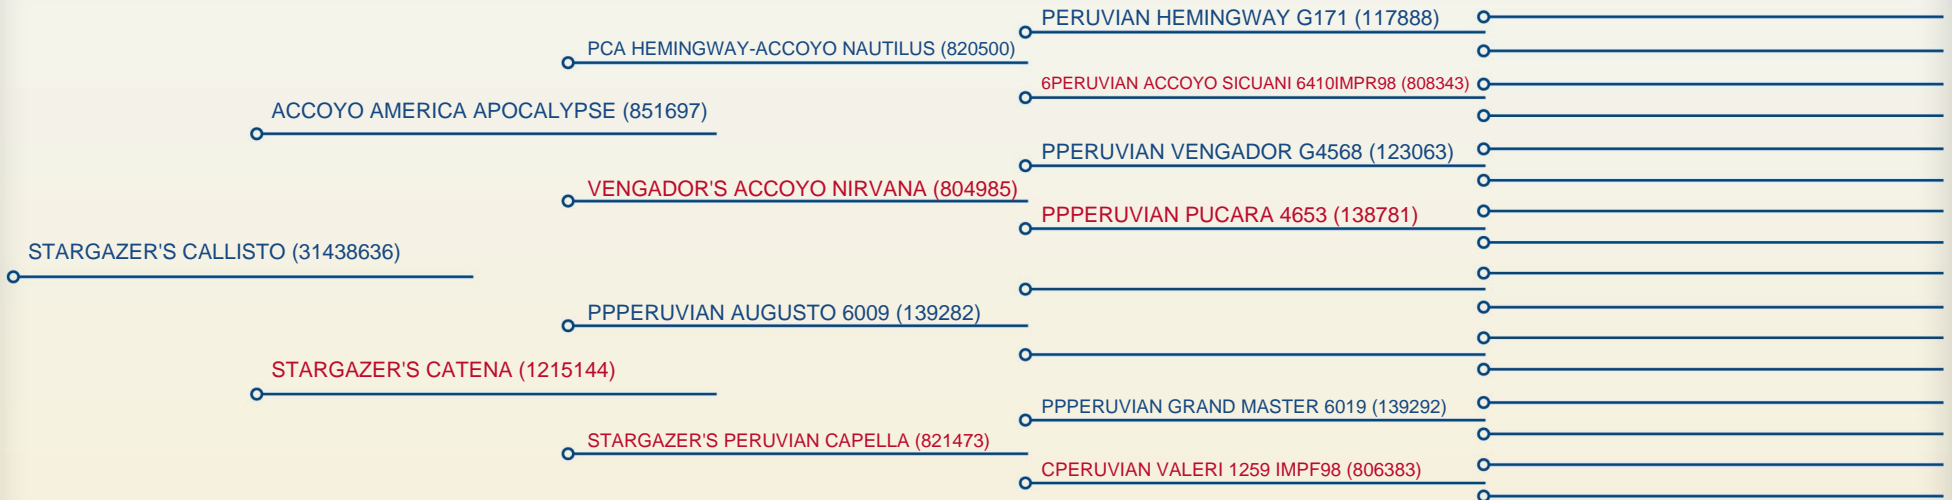 PERUVIAN HEMINGWAY G171 (117888)
PCA HEMINGWAY-ACCOYO NAUTILUS (820500)
6PERUVIAN ACCOYO SICUANI 6410IMPR98 (808343)
ACCOYO AMERICA APOCALYPSE (851697)
PPERUVIAN VENGADOR G4568 (123063)
VENGADOR'S ACCOYO NIRVANA (804985)
PPPERUVIAN PUCARA 4653 (138781)
STARGAZER'S CALLISTO (31438636)
PPPERUVIAN AUGUSTO 6009 (139282)
STARGAZER'S CATENA (1215144)
PPPERUVIAN GRAND MASTER 6019 (139292)
STARGAZER'S PERUVIAN CAPELLA (821473)
CPERUVIAN VALERI 1259 IMPF98 (806383)